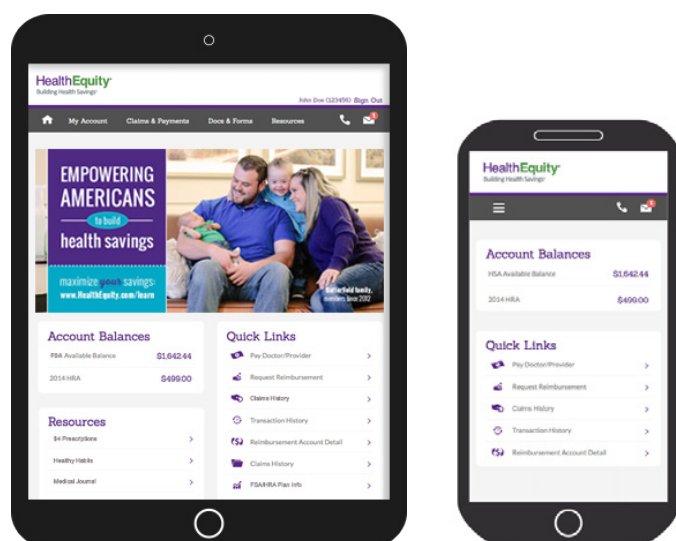 HealthEquity
Building Health Savings
John Doe (123456) Sign Out
My Account Claims & Payments Docs & Forms Resources
1
EMPOWERING
AMERICANS
to build
health savings
maximize your savings:
www.HealthEquity.com/learn
Butterfield family,
members since 2012
Account Balances
FSA Available Balance $1,642.44
2014 HRA $499.00
Resources
$4 Prescriptions
Healthy Habits
Medical Journal
Quick Links
Pay Doctor/Provider
Request Reimbursement
Claims History
Transaction History
Reimbursement Account Detail
Claims History
FSA/HRA Plan Info
HealthEquity
Building Health Savings
Account Balances
HSA Available Balance $1,642.44
2014 HRA $499.00
Quick Links
Pay Doctor/Provider
Request Reimbursement
Claims History
Transaction History
Reimbursement Account Detail